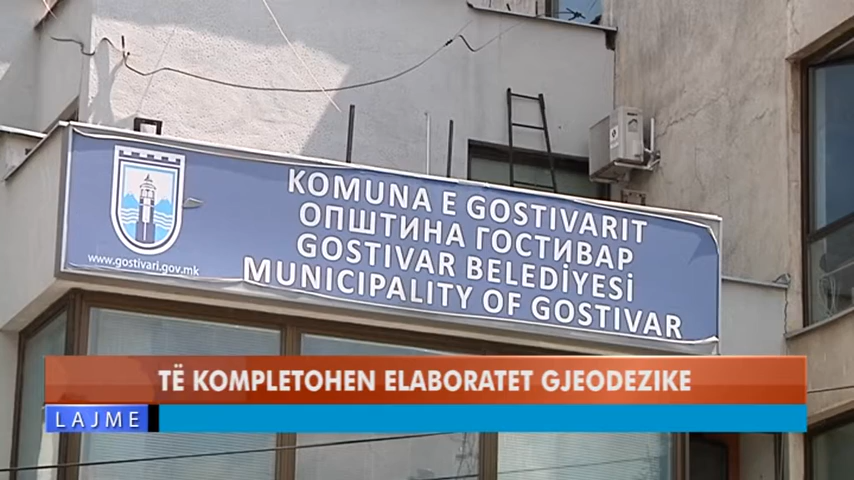 KOMUNA E GOSTIVARIT
ОПШТИНА ГОСТИВАР
GOSTIVAR BELEDİYESİ
MUNICIPALITY OF GOSTIVAR
www.gostivari.gov.mk
TË KOMPLETOHEN ELABORATET GJEODEZIKE
LAJME